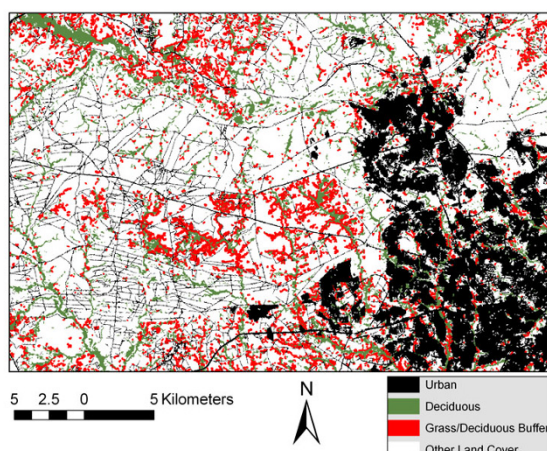 5 2.5 0 5 Kilometers
N
Urban
Deciduous
Grass/Deciduous Buffer
Other Land Cover